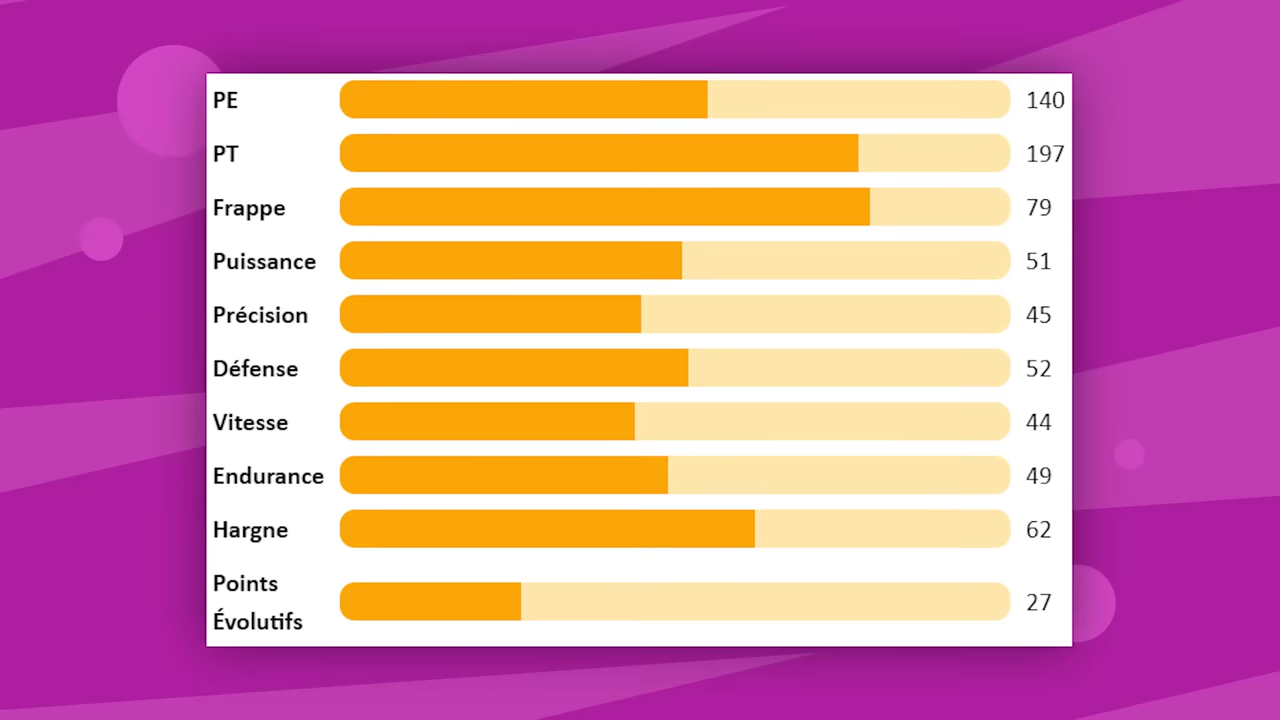 PE 140
PT 197
Frappe 79
Puissance 51
Précision 45
Défense 52
Vitesse 44
Endurance 49
Hargne 62
Points
Évolutifs 27